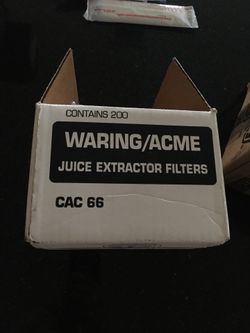 CONTAINS 200
WARING/ACME
JUICE EXTRACTOR FILTERS
CAC 66